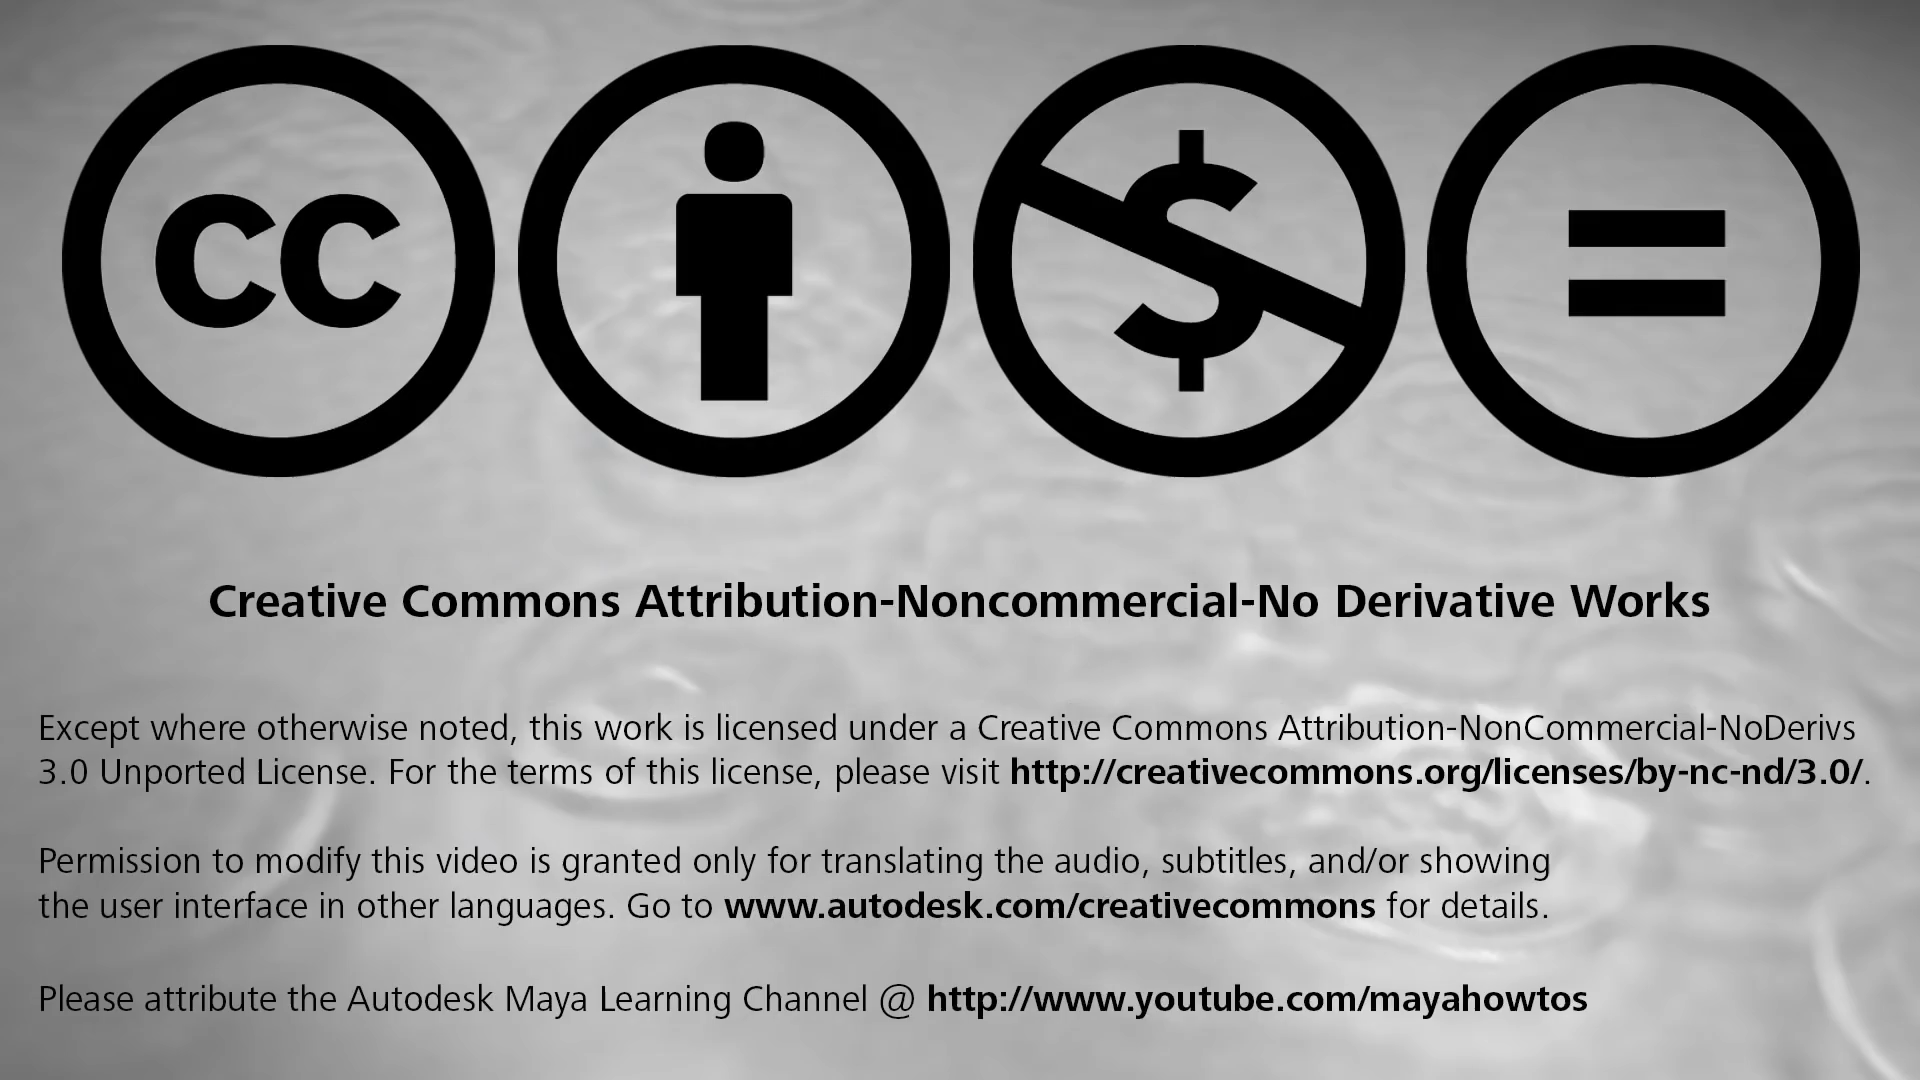 cc
$
=
Creative Commons Attribution-Noncommercial-No Derivative Works
Except where otherwise noted, this work is licensed under a Creative Commons Attribution-NonCommercial-NoDerivs
3.0 Unported License. For the terms of this license, please visit http://creativecommons.org/licenses/by-nc-nd/3.0/.
Permission to modify this video is granted only for translating the audio, subtitles, and/or showing
the user interface in other languages. Go to www.autodesk.com/creativecommons for details.
Please attribute the Autodesk Maya Learning Channel @ http://www.youtube.com/mayahowtos